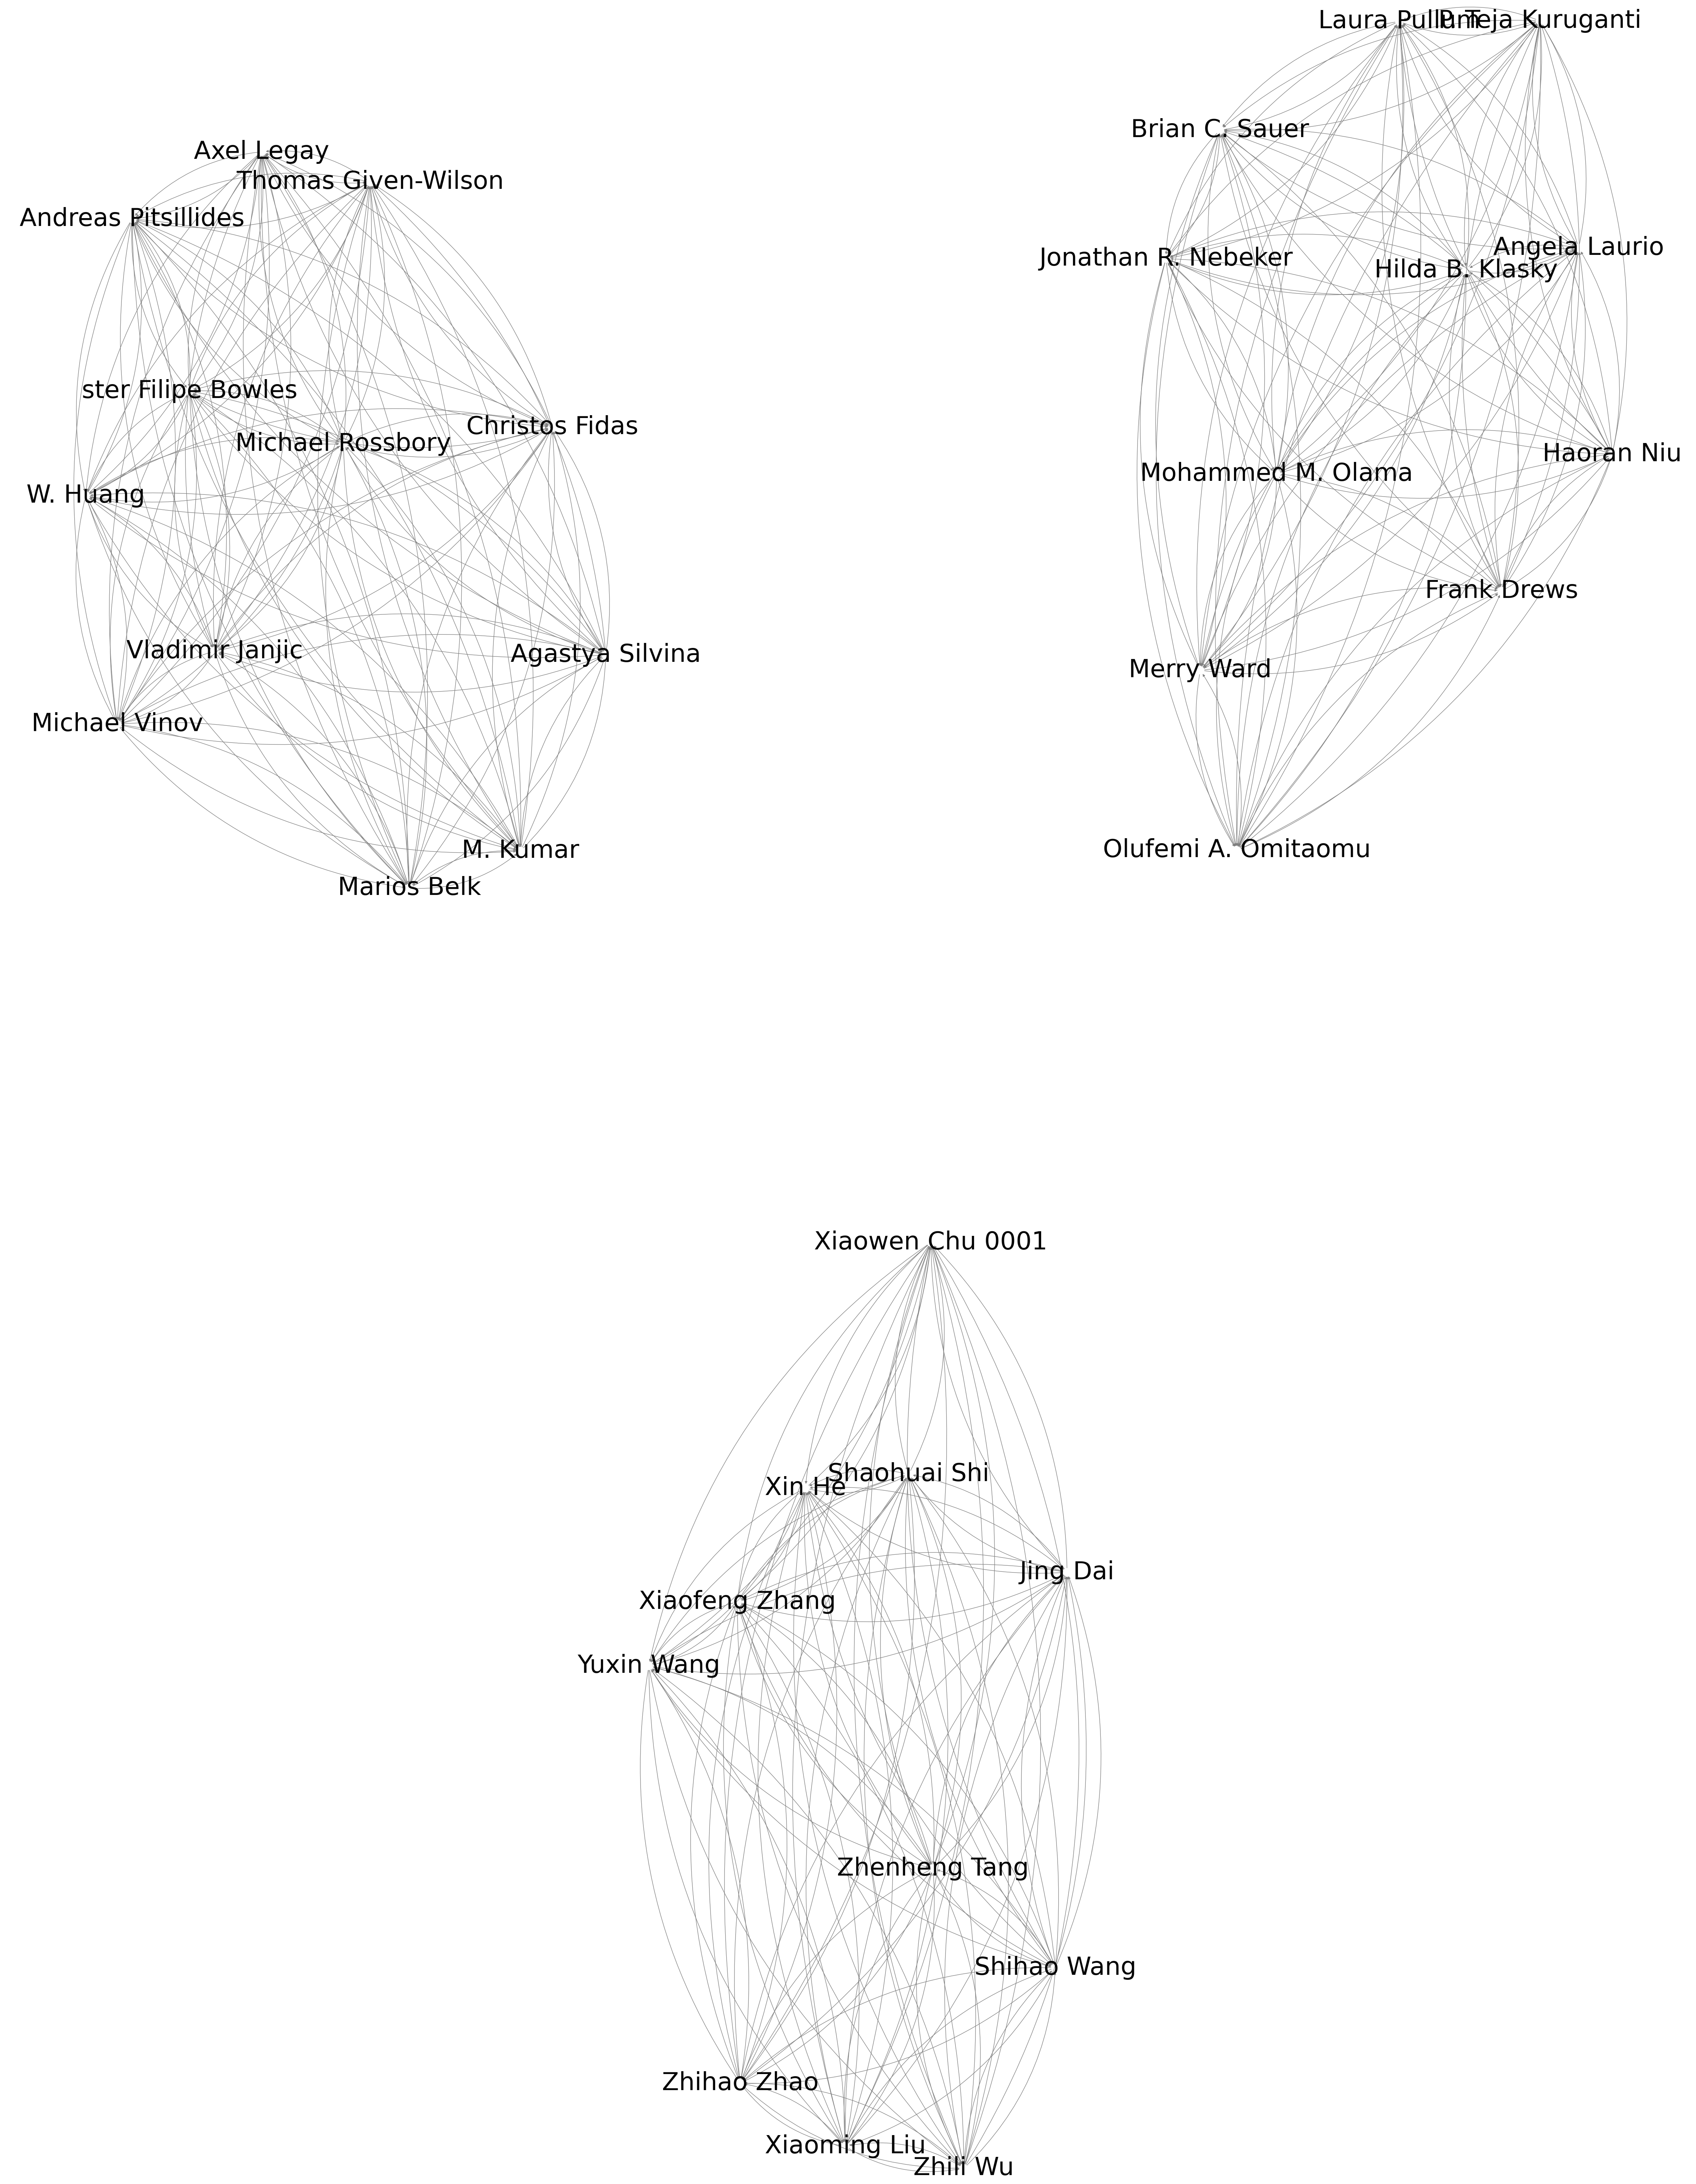 Axel Legay
Thomas Given-Wilson
Andreas Pitsillides
ster Filipe Bowles
Christos Fidas
Michael Rossbory
W. Huang
Vladimir Janjic
Agastya Silvina
Michael Vinov
M. Kumar
Marios Belk
Laura Pullum
P. Teja Kuruganti
Brian C. Sauer
Angela Laurio
Jonathan R. Nebeker
Hilda B. Klasky
Haoran Niu
Mohammed M. Olama
Frank Drews
Merry Ward
Olufemi A. Omitaomu
Xiaowen Chu 0001
Shaohuai Shi
Xin He
Jing Dai
Xiaofeng Zhang
Yuxin Wang
Zhenheng Tang
Shihao Wang
Zhihao Zhao
Xiaoming Liu
Zhili Wu